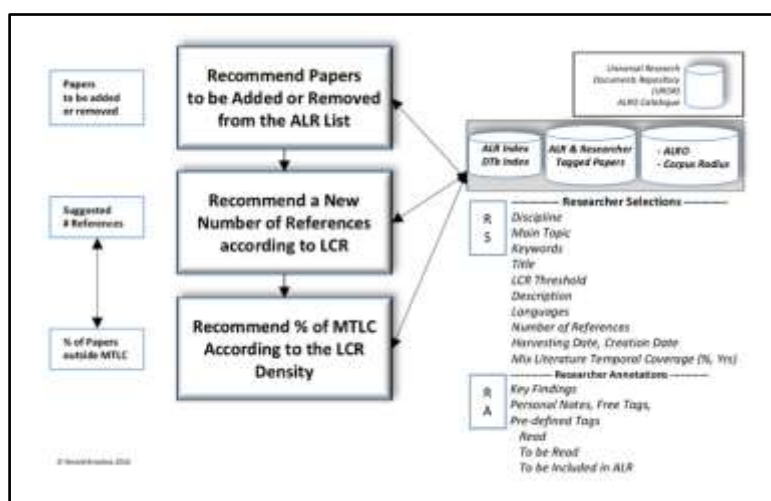 Papers
to be added
or removed
Recommend Papers
to be Added or Removed
from the ALR List
Suggested
# References
Recommend a New
Number of References
according to LCR
% of Papers
outside MTLC
Recommend % of MTLC
According to the LCR
Density
Universal Research
Documents Repository
(URDR)
ALRO Catalogue
ALR Index
DTb Index
ALR & Researcher
Tagged Papers
- ALRO
- Corpus Radius
Researcher Selections
R
S
Discipline
Main Topic
Keywords
Title
LCR Threshold
Description
Languages
Number of References
Harvesting Date, Creation Date
Mix Literature Temporal Coverage (%, Yrs)
Researcher Annotations
R
A
Key Findings
Personal Notes, Free Tags,
Pre-defined Tags
Read
To be Read
To be Included in ALR